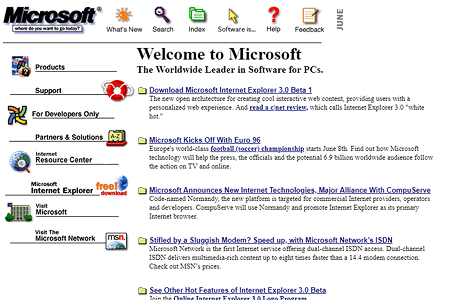 Microsoft®
where do you want to go today?
What's New
Search
Index
Software is...
Help
Feedback
JUNE
Welcome to Microsoft
The Worldwide Leader in Software for PCs.
Products
Support
For Developers Only
Partners & Solutions
A-Z
Internet
Resource Center
Microsoft
Internet Explorer
free!
download
Visit
Microsoft
Visit The
Microsoft Network
msn.
Download Microsoft Internet Explorer 3.0 Beta 1
The new open architecture for creating cool interactive web content, providing users with a
personalized web experience. And read a c|net review, which calls Internet Explorer 3.0 "white
hot."
Microsoft Kicks Off With Euro 96
Europe's world-class football (soccer) championship starts June 8th. Find out how Microsoft
technology will help the press, the officials and the potential 6.9 billion worldwide audience follow
the action on TV and online.
Microsoft Announces New Internet Technologies, Major Alliance With CompuServe
Code-named Normandy, the new platform is targeted for commercial Internet providers, operators
and developers. CompuServe will use Normandy and promote Internet Explorer as its primary
Internet browser.
Stifled by a Sluggish Modem? Speed up, with Microsoft Network's ISDN
Microsoft Network is the first Internet service offering dual-channel ISDN access. Dual-channel
ISDN delivers multimedia-rich content up to eight times faster than a 14.4 modem connection.
Check out MSN's prices.
See Other Hot Features of Internet Explorer 3.0 Beta
Join the Online Internet Explorer 3.0 Logo Program